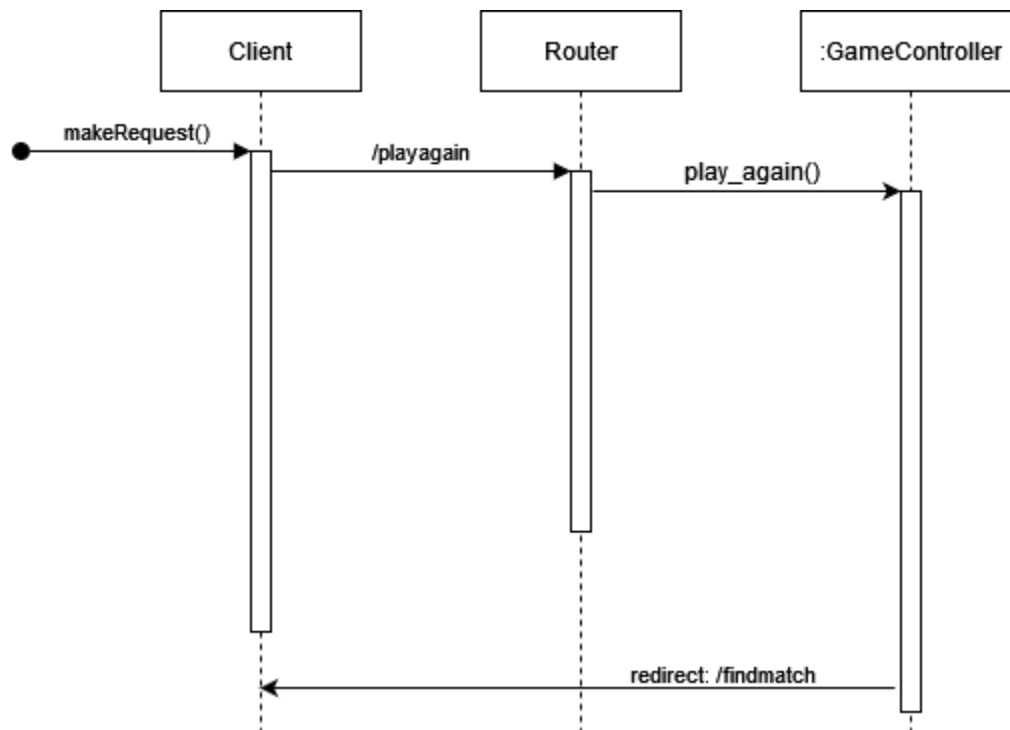 Client
Router
:GameController
makeRequest()
/playagain
play_again()
redirect: /findmatch